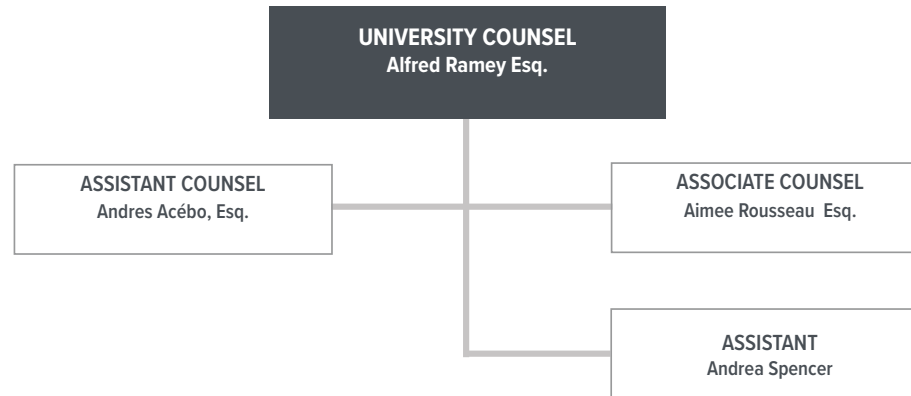 UNIVERSITY COUNSEL
Alfred Ramey Esq.
ASSISTANT COUNSEL
Andres Acébo, Esq.
ASSOCIATE COUNSEL
Aimee Rousseau Esq.
ASSISTANT
Andrea Spencer